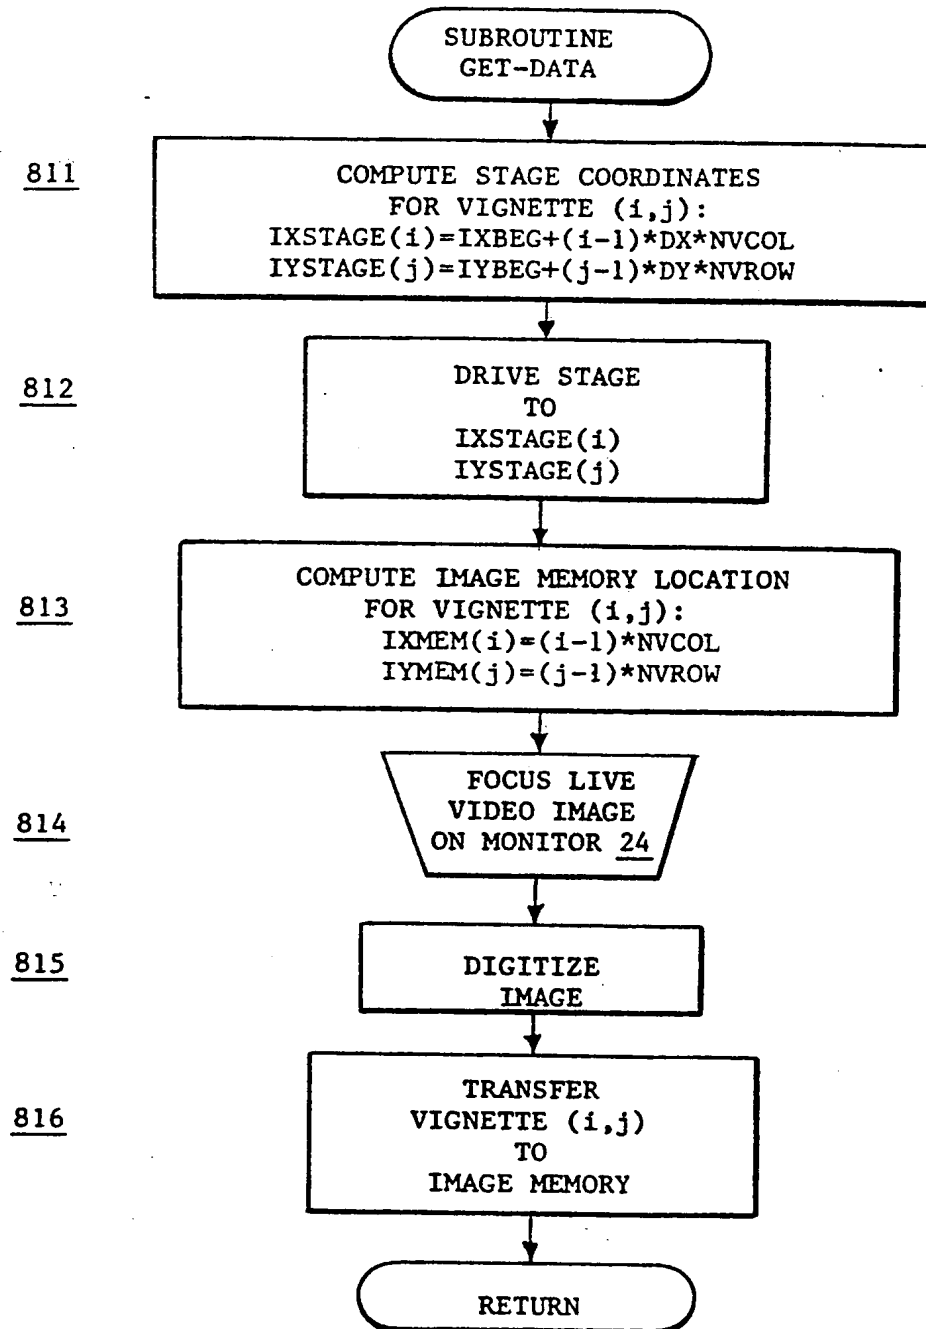 SUBROUTINE
GET-DATA
811
COMPUTE STAGE COORDINATES
FOR VIGNETTE (i,j):
IXSTAGE(i)=IXBEG+(i-1)*DX*NVCOL
IYSTAGE(j)=IYBEG+(j-1)*DY*NVROW
812
DRIVE STAGE
TO
IXSTAGE(i)
IYSTAGE(j)
813
COMPUTE IMAGE MEMORY LOCATION
FOR VIGNETTE (i,j):
IXMEM(i)=(i-1)*NVCOL
IYMEM(j)=(j-1)*NVROW
814
FOCUS LIVE
VIDEO IMAGE
ON MONITOR 24
815
DIGITIZE
IMAGE
816
TRANSFER
VIGNETTE (i,j)
TO
IMAGE MEMORY
RETURN